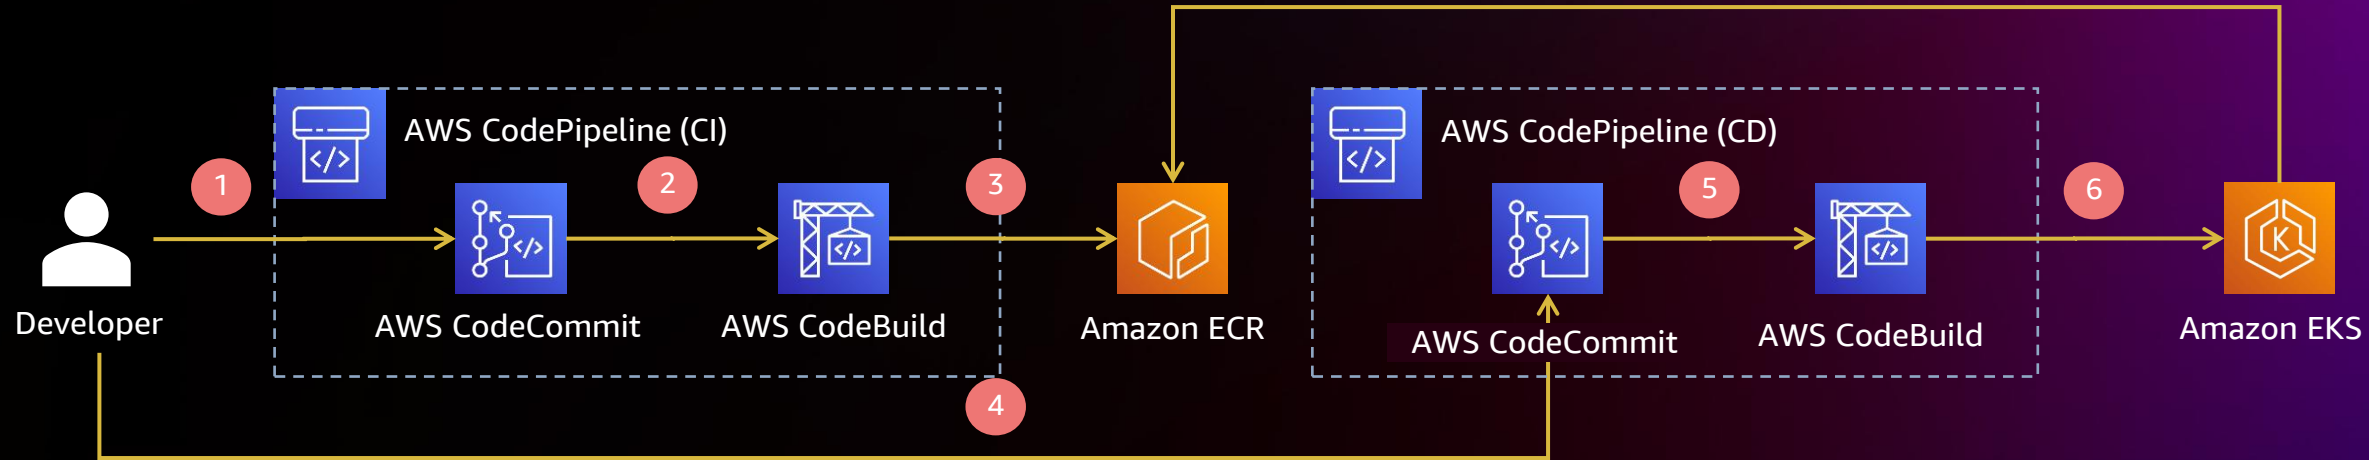 AWS CodePipeline (CI)
AWS CodePipeline (CD)
1
2
3
5
6
</>
</>
</>
</>
</>
</>
K
Developer
AWS CodeCommit
AWS CodeBuild
Amazon ECR
AWS CodeCommit
AWS CodeBuild
Amazon EKS
4